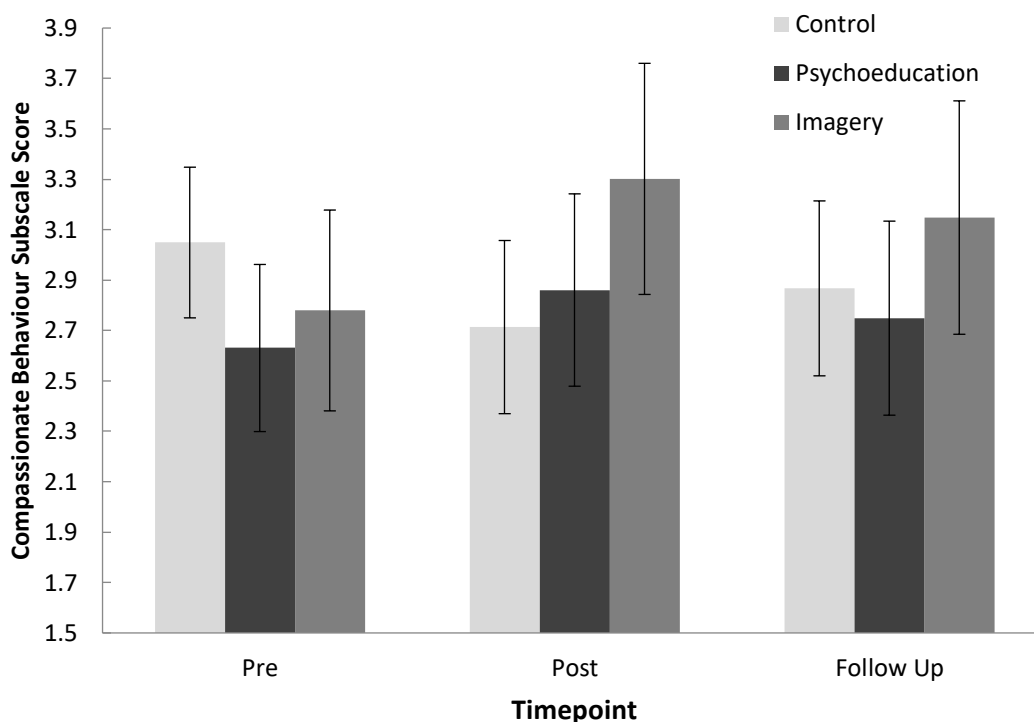 Compassionate Behaviour Subscale Score
3.9
3.7
3.5
3.3
3.1
2.9
2.7
2.5
2.3
2.1
1.9
1.7
1.5
Control
Psychoeducation
Imagery
Pre
Post
Follow Up
Timepoint